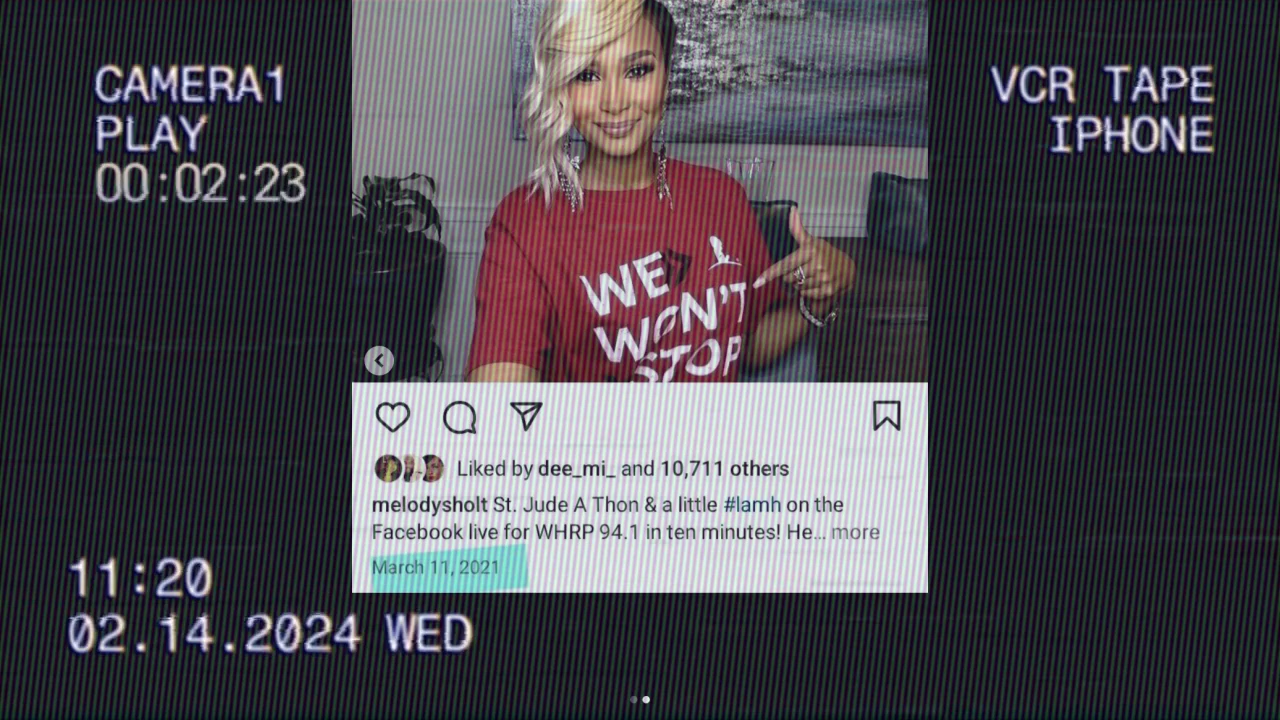 CAMERA1
PLAY
00:02:23
VCR TAPE
IPHONE
WE
WON'T
STOP
Liked by dee_mi_ and 10,711 others
melodysholt St. Jude A Thon & a little #lamh on the
Facebook live for WHRP 94.1 in ten minutes! He... more
March 11, 2021
11:20
02.14.2024 WED